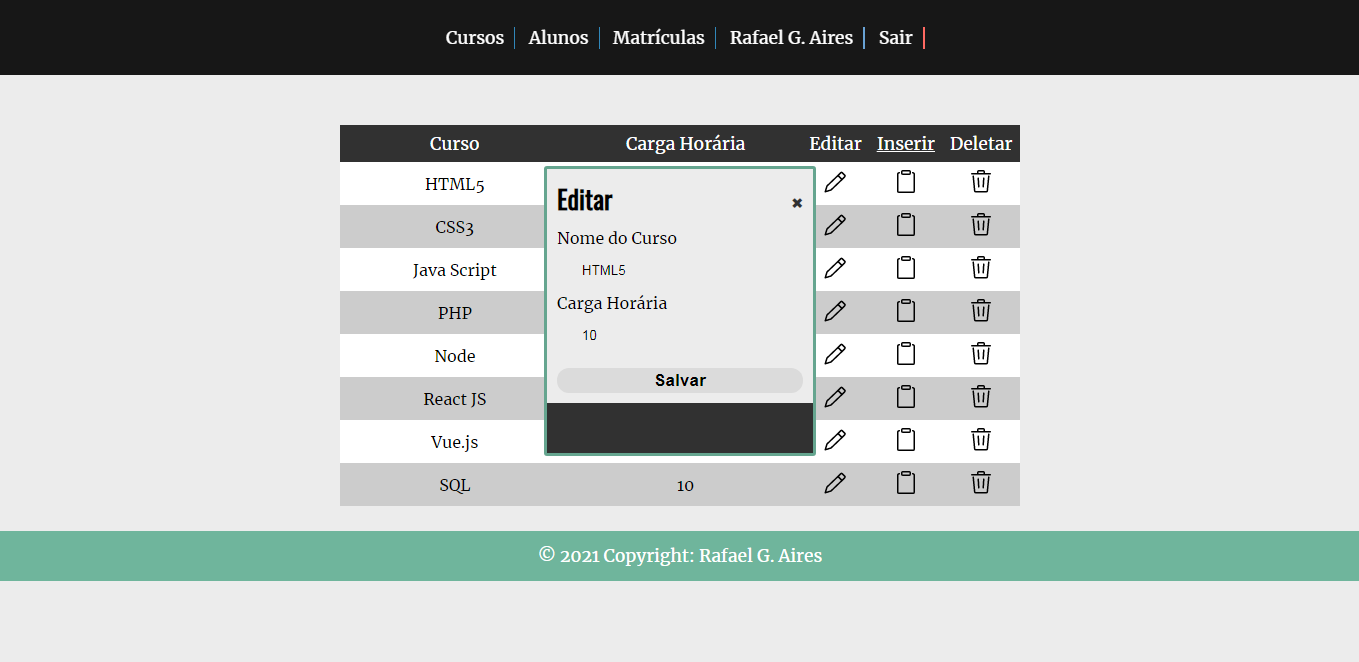 Cursos Alunos Matrículas Rafael G. Aires Sair
Curso Carga Horária Editar Inserir Deletar
HTML5
CSS3
Java Script
PHP
Node
React JS
Vue.js
SQL 10
Editar ✖
Nome do Curso
HTML5
Carga Horária
10
Salvar
© 2021 Copyright: Rafael G. Aires